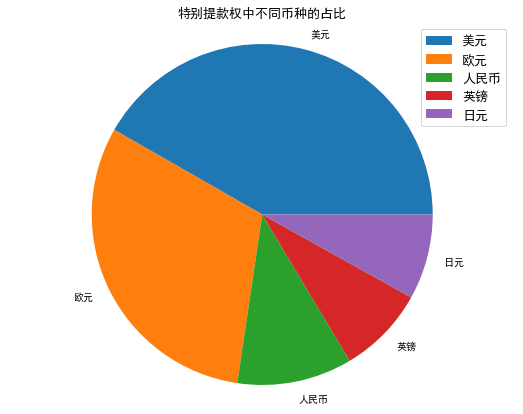 特别提款权中不同币种的占比
美元
美元
欧元
人民币
英镑
日元
日元
欧元
英镑
人民币